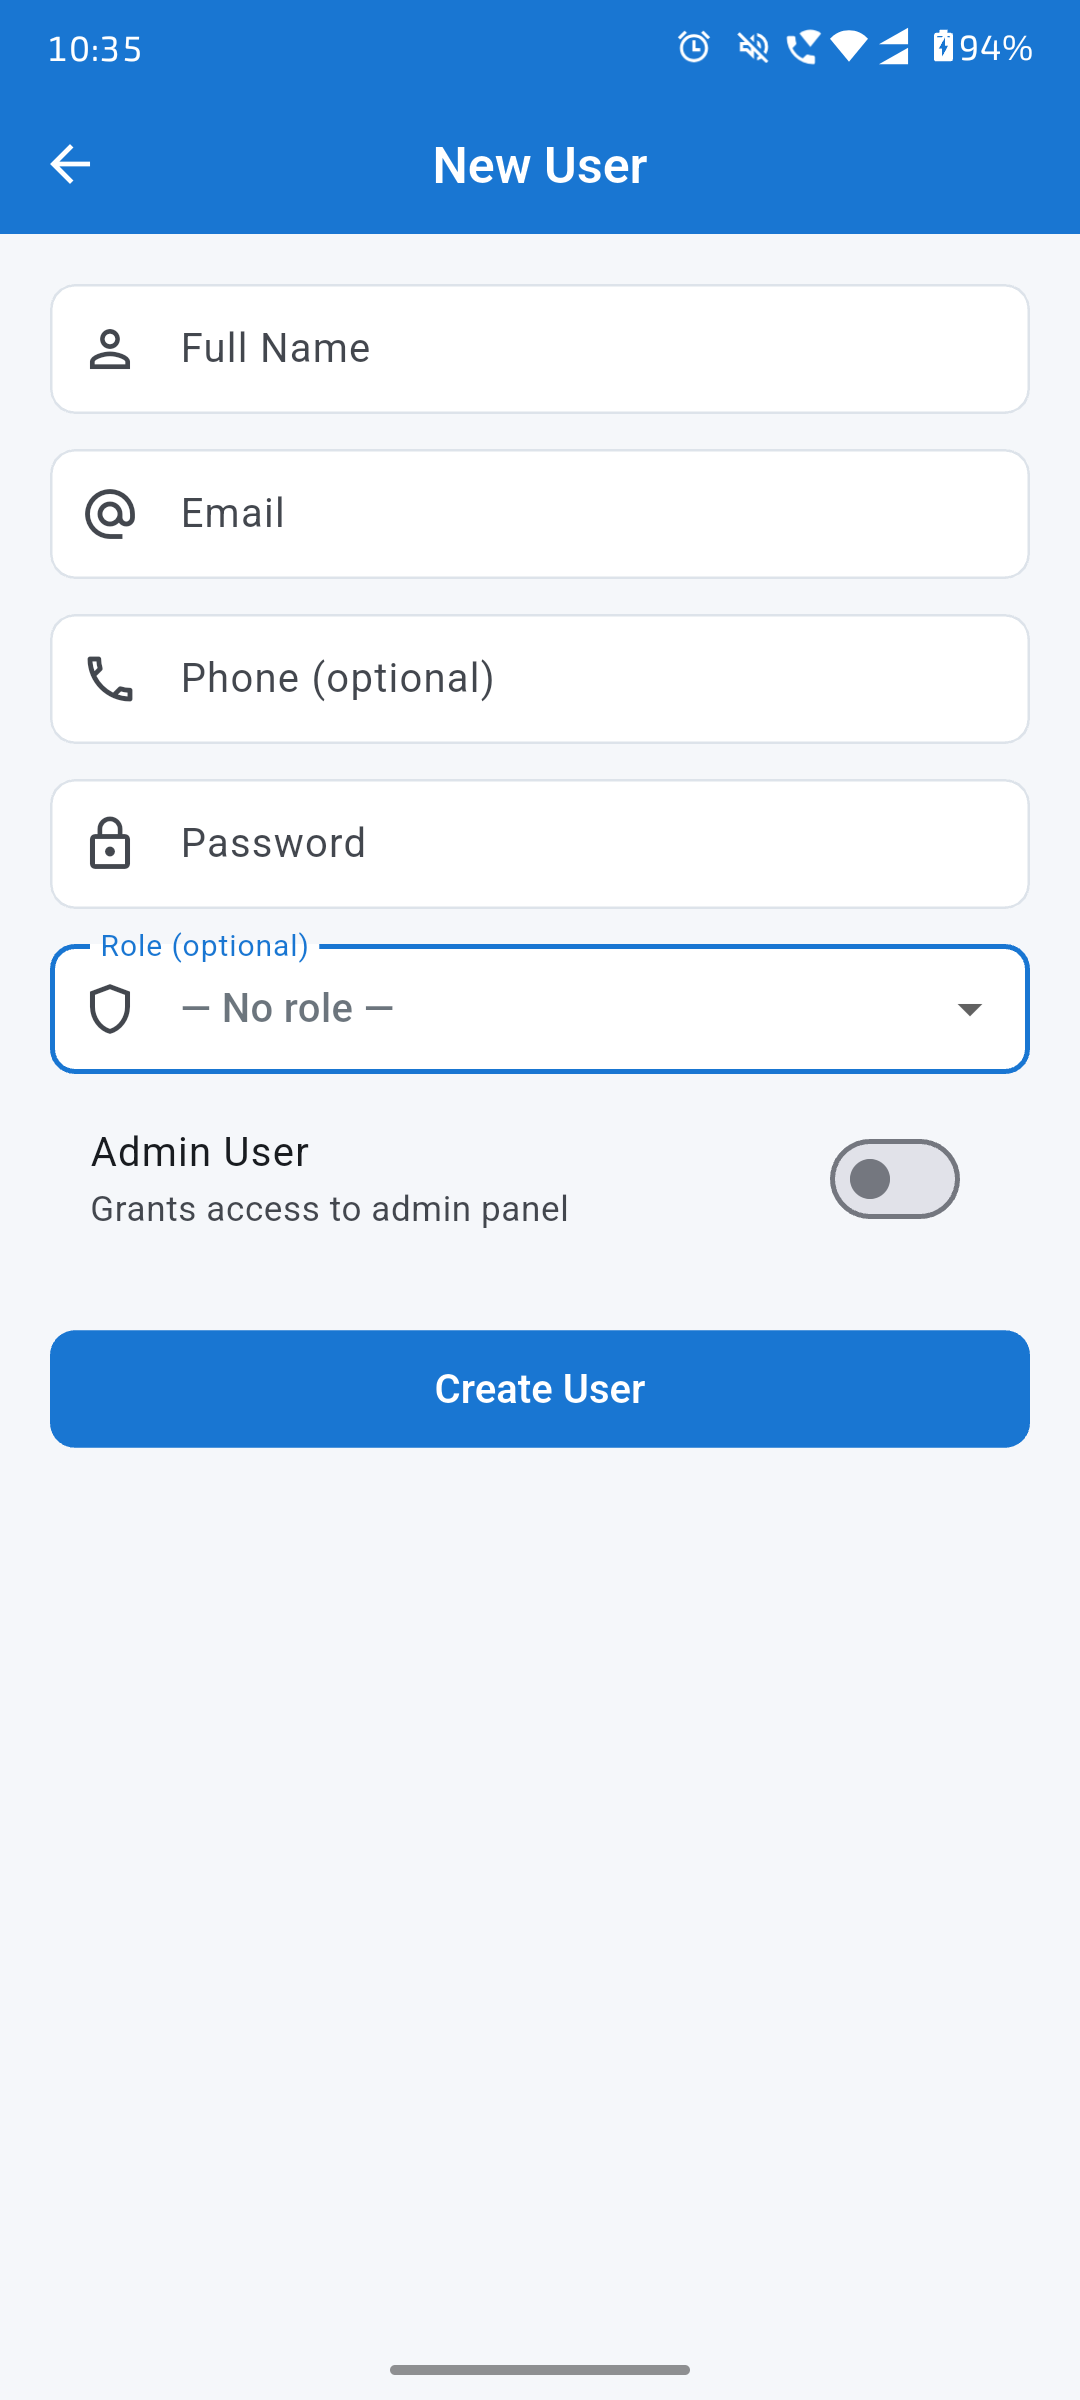 10:35
94%
New User
Full Name
Email
Phone (optional)
Password
Role (optional)
— No role —
Admin User
Grants access to admin panel
Create User